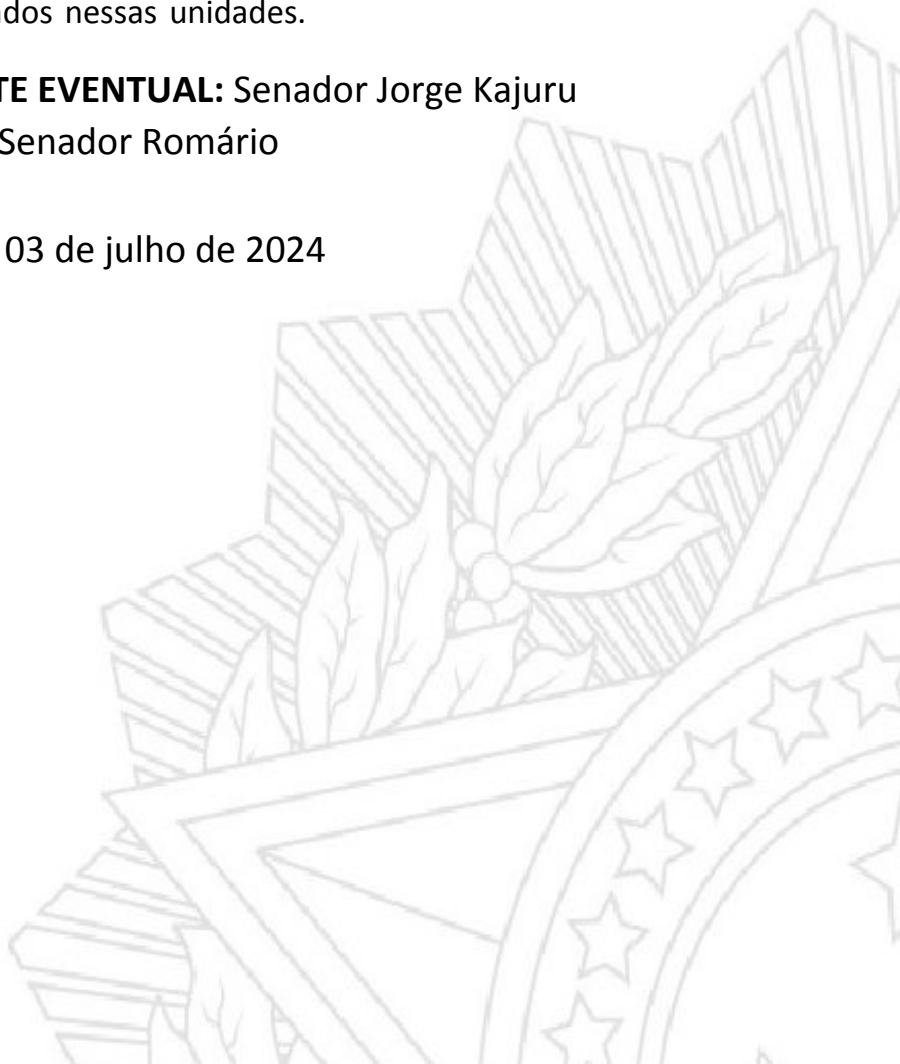 dos nessas unidades.
TE EVENTUAL: Senador Jorge Kajuru
Senador Romário
03 de julho de 2024